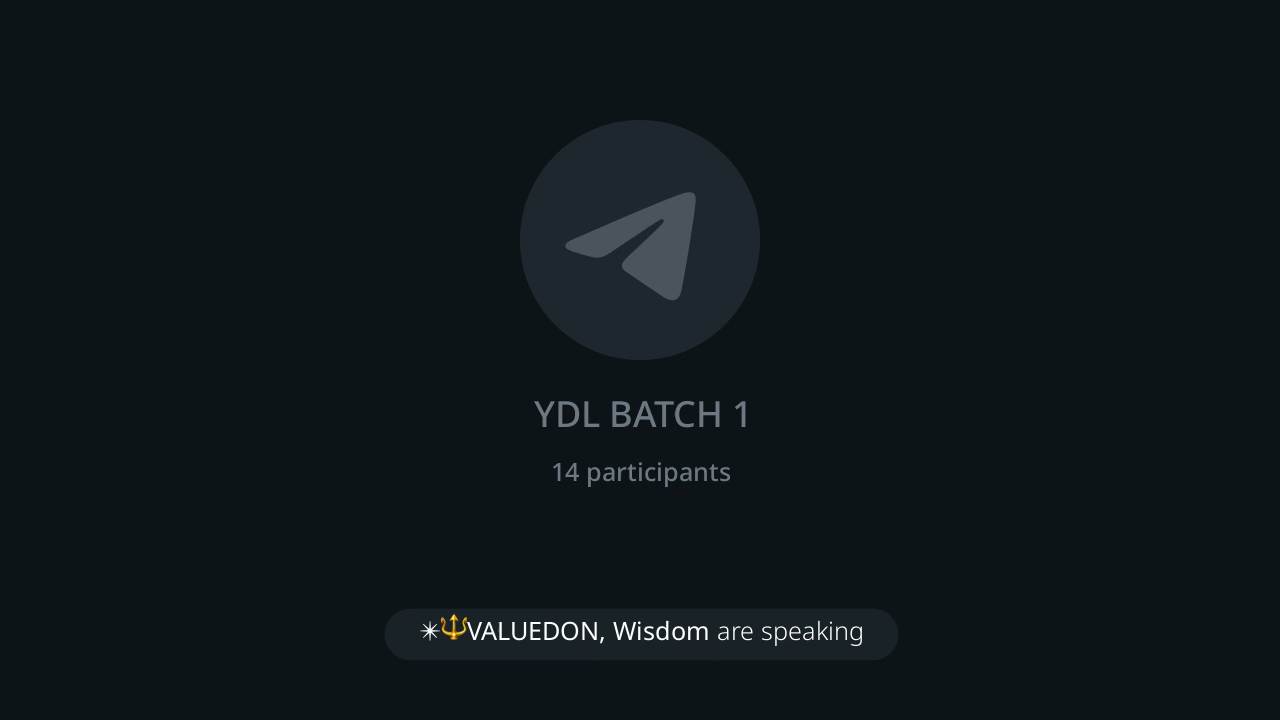 YDL BATCH 1
14 participants
✴🔱VALUEDON, Wisdom are speaking